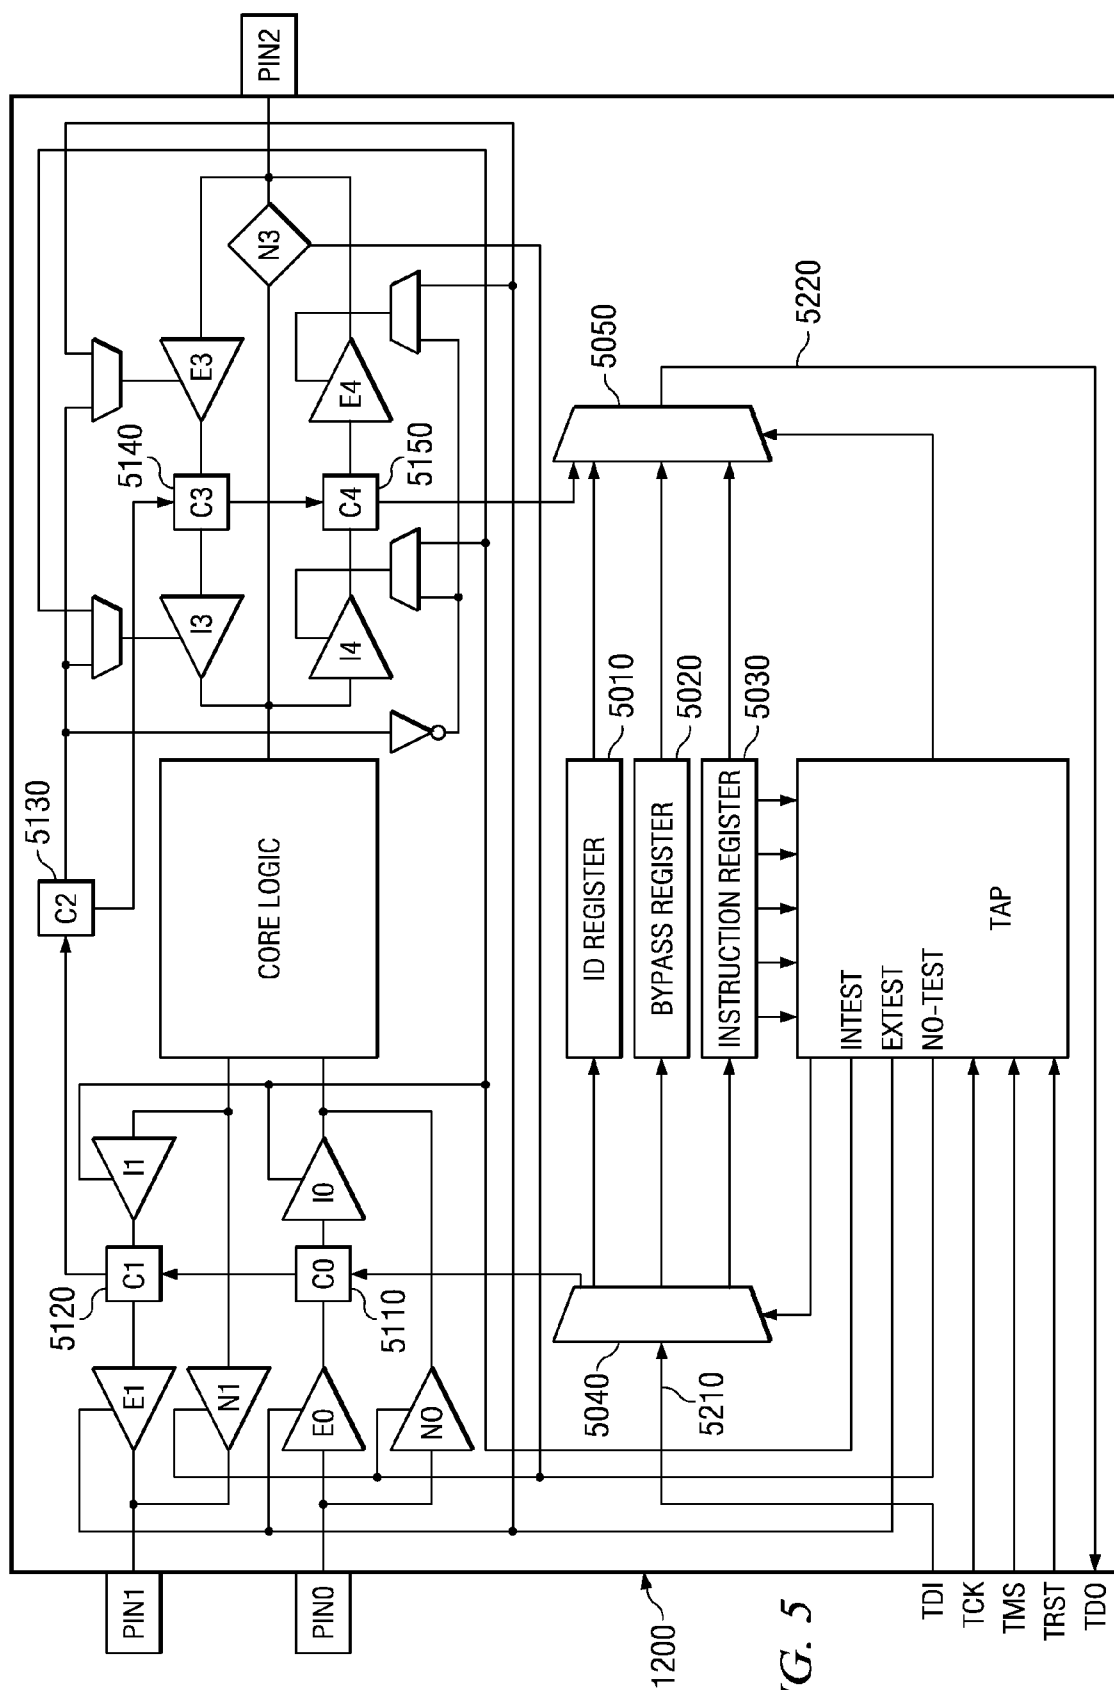 PIN2
N3
E3
E4
5140
C3
C4
5150
I3
I4
5130
C2
CORE LOGIC
I1
I0
C1
5120
C0
5110
E1
N1
E0
N0
PIN1
PIN0
5050
5220
ID REGISTER
5010
BYPASS REGISTER
5020
INSTRUCTION REGISTER
5030
INTEST
EXTEST
NO-TEST
TAP
5040
5210
TDI
TCK
TMS
TRST
TDO
1200
IG. 5